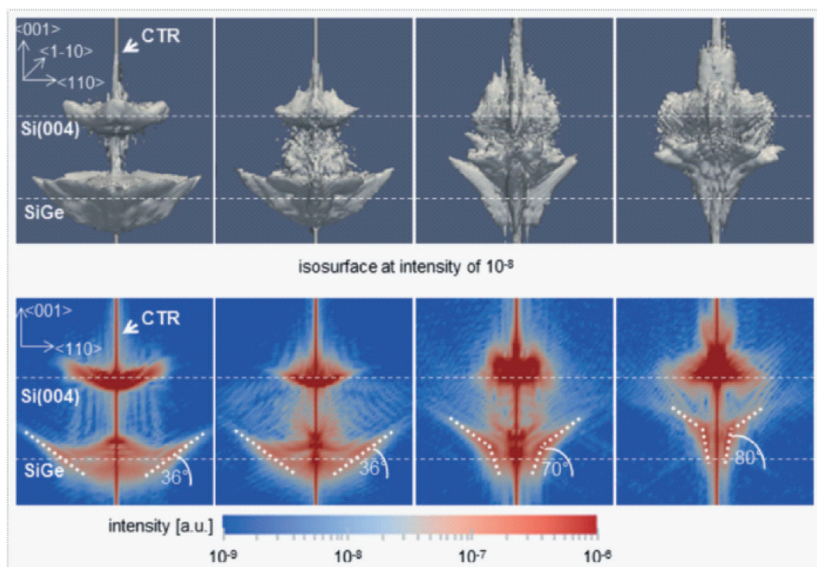 <001>
CTR
<1-10>
<110>
Si(004)
SiGe
isosurface at intensity of 10-8
<001>
CTR
<110>
Si(004)
SiGe
36°
36°
70°
80°
intensity [a.u.]
10-9
10-8
10-7
10-6